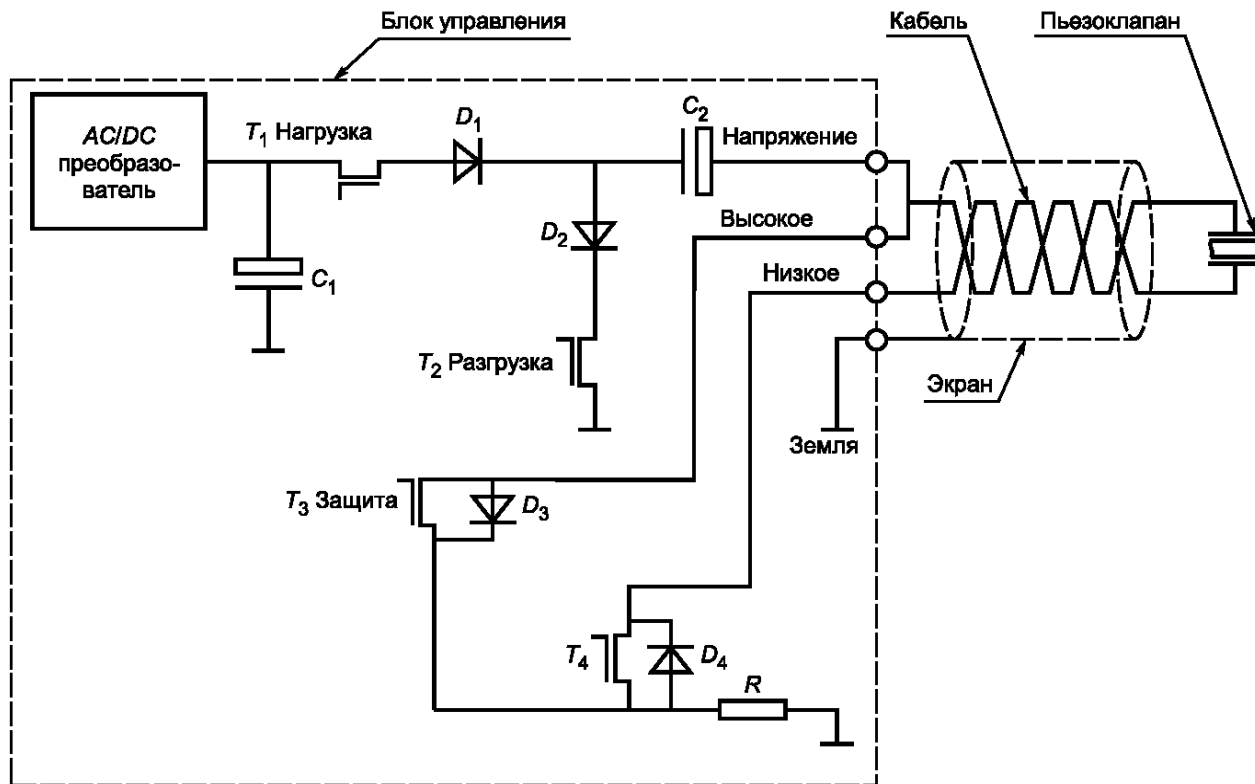 Блок управления
Кабель
Пьезоклапан
AC/DC
преобразо-
ватель
T1 Нагрузка
D1
C2
Напряжение
Высокое
D2
Низкое
C1
T2 Разгрузка
Экран
Земля
T3 Защита
D3
T4
D4
R